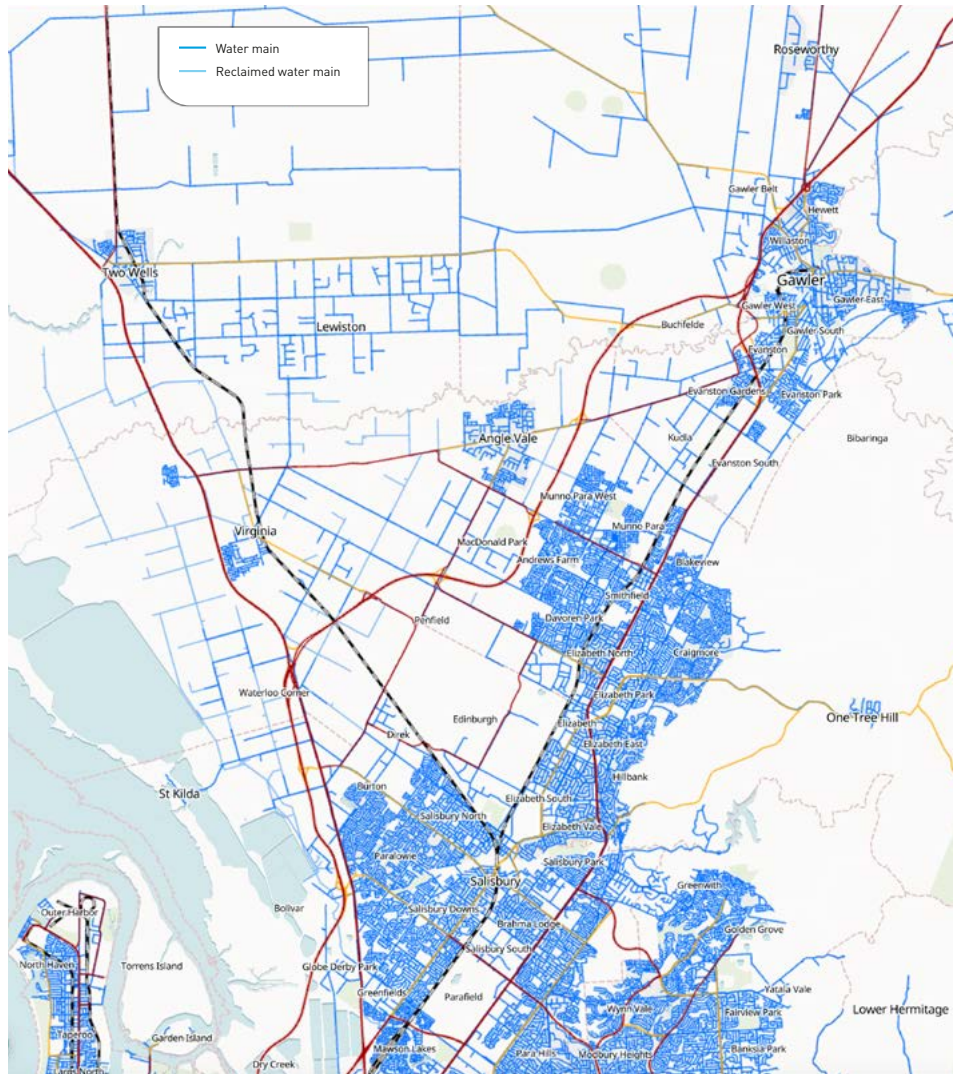 Water main
Reclaimed water main
Roseworthy
Gawler Belt
Hewett
Willaston
Two Wells
Gawler
Gawler East
Gawler West
Lewiston
Buchfelde
Gawler South
Evanston
Evanston Gardens
Evanston Park
Angle Vale
Kudla
Bibaringa
Evanston South
Munno Para West
Virginia
Munno Para
MacDonald Park
Andrews Farm
Blakeview
Smithfield
Penfield
Davoren Park
Elizabeth North
Craigmore
Waterloo Corner
Elizabeth Park
Edinburgh
Elizabeth
One Tree Hill
Direk
Elizabeth East
Hillbank
St Kilda
Burton
Elizabeth South
Salisbury North
Elizabeth Vale
Paralowie
Salisbury Park
Salisbury
Greenwith
Outer Harbor
Bolivar
Salisbury Downs
Brahma Lodge
Golden Grove
Salisbury South
North Haven
Torrens Island
Globe Derby Park
Yatala Vale
Greenfields
Parafield
Wynn Vale
Fairview Park
Lower Hermitage
Taperoo
Garden Island
Mawson Lakes
Para Hills
Modbury Heights
Banksia Park
Dry Creek
Largs North